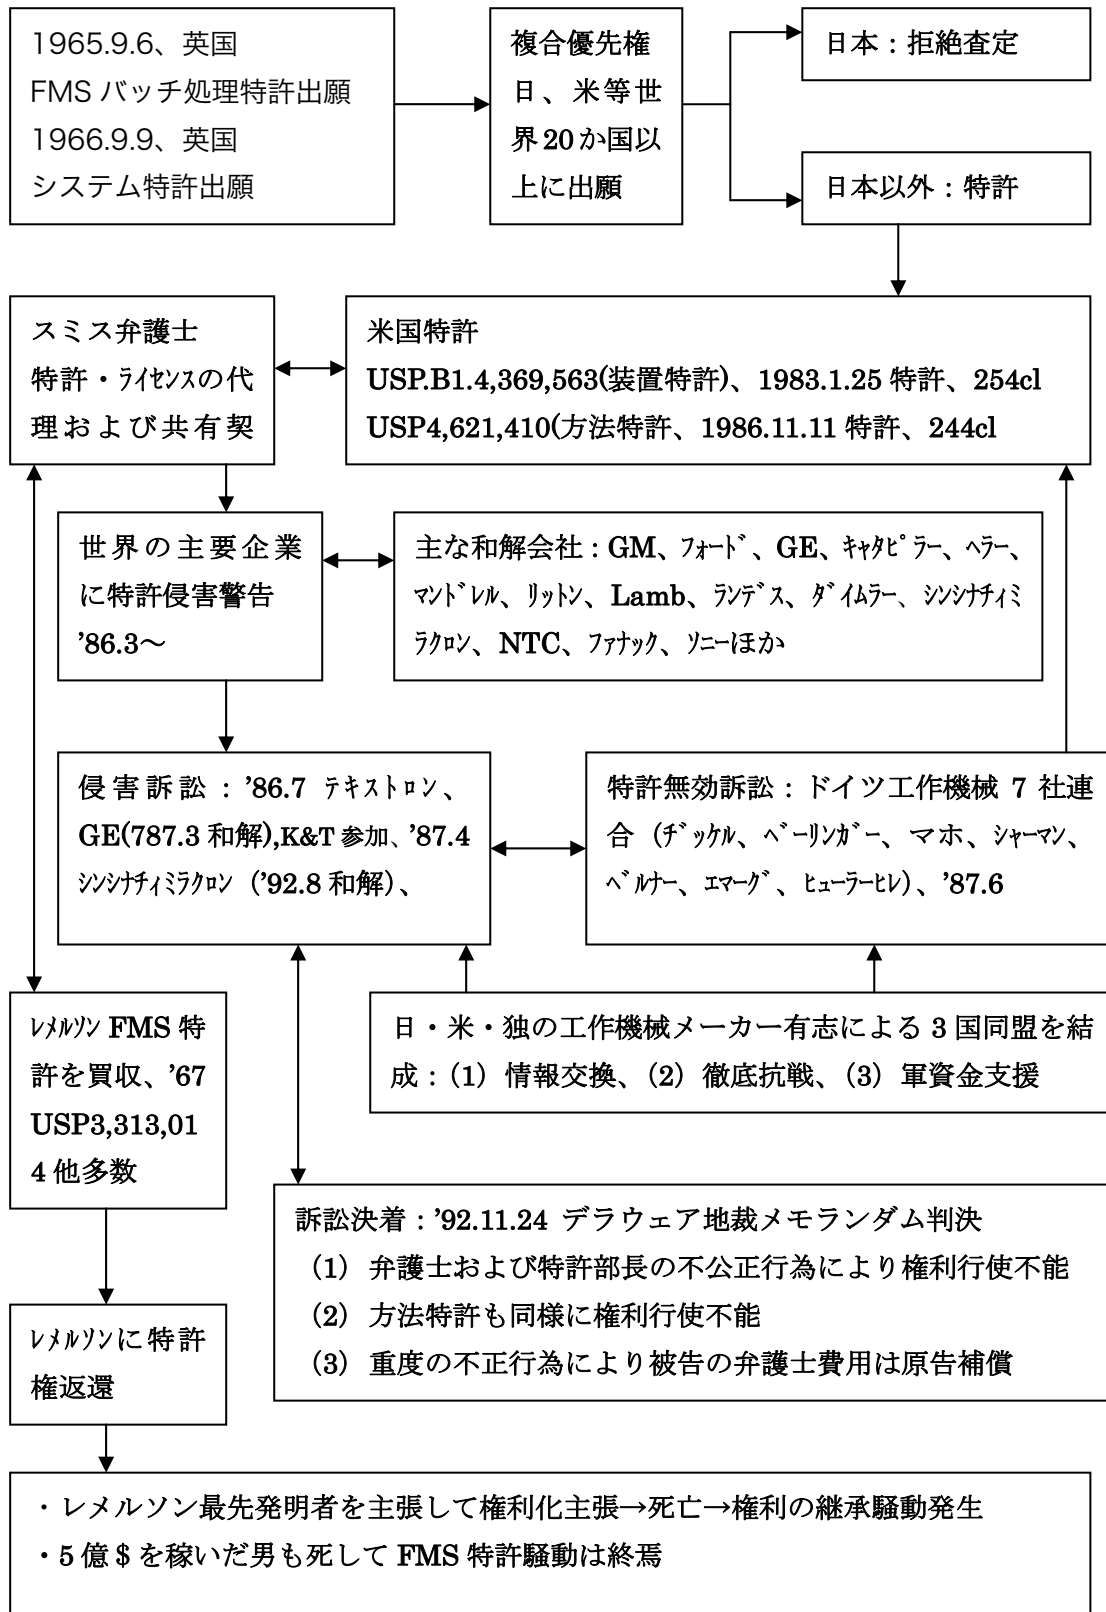 1965.9.6、英国
FMS バッチ処理特許出願
1966.9.9、英国
システム特許出願
複合優先権
日、米等世
界20か国以
上に出願
日本：拒絶査定
日本以外：特許
スミス弁護士
特許・ﾗｲｾﾝｽの代
理および共有契
米国特許
USP.B1.4,369,563(装置特許)、1983.1.25 特許、254cl
USP4,621,410(方法特許、1986.11.11 特許、244cl
世界の主要企業
に特許侵害警告
’86.3～
主な和解会社：GM、ﾌｫｰﾄﾞ、GE、ｷｬﾀﾋﾟﾗｰ、ﾍﾗｰ、
ﾏﾝﾄﾞﾚﾙ、ﾘｯﾄﾝ、Lamb、ﾗﾝﾃﾞｽ、ﾀﾞｲﾑﾗｰ、ｼﾝｼﾅﾁｨﾐ
ﾗｸﾛﾝ、NTC、ﾌｧﾅｯｸ、ｿﾆｰほか
侵害訴訟：’86.7 ﾃｷｽﾄﾛﾝ、
GE(787.3 和解),K&T 参加、’87.4
ｼﾝｼﾅﾁｨﾐﾗｸﾛﾝ（’92.8 和解）、
特許無効訴訟：ドイツ工作機械 7 社連
合（ﾁﾞｯｹﾙ、ﾍﾞｰﾘﾝｶﾞｰ、マホ、ｼｬｰﾏﾝ、
ﾍﾞﾙﾅｰ、ｴﾏｰｸﾞ、ﾋｭｰﾗｰﾋﾚ）、’87.6
ﾚﾒﾙｿﾝ FMS 特
許を買収、’67
USP3,313,01
4 他多数
日・米・独の工作機械メーカー有志による 3 国同盟を結
成：（1）情報交換、（2）徹底抗戦、（3）軍資金支援
訴訟決着：’92.11.24 デラウェア地裁メモランダム判決
（1）弁護士および特許部長の不公正行為により権利行使不能
（2）方法特許も同様に権利行使不能
（3）重度の不正行為により被告の弁護士費用は原告補償
ﾚﾒﾙｿﾝに特許
権返還
・レメルソン最先発明者を主張して権利化主張→死亡→権利の継承騒動発生
・5 億＄を稼いだ男も死して FMS 特許騒動は終焉